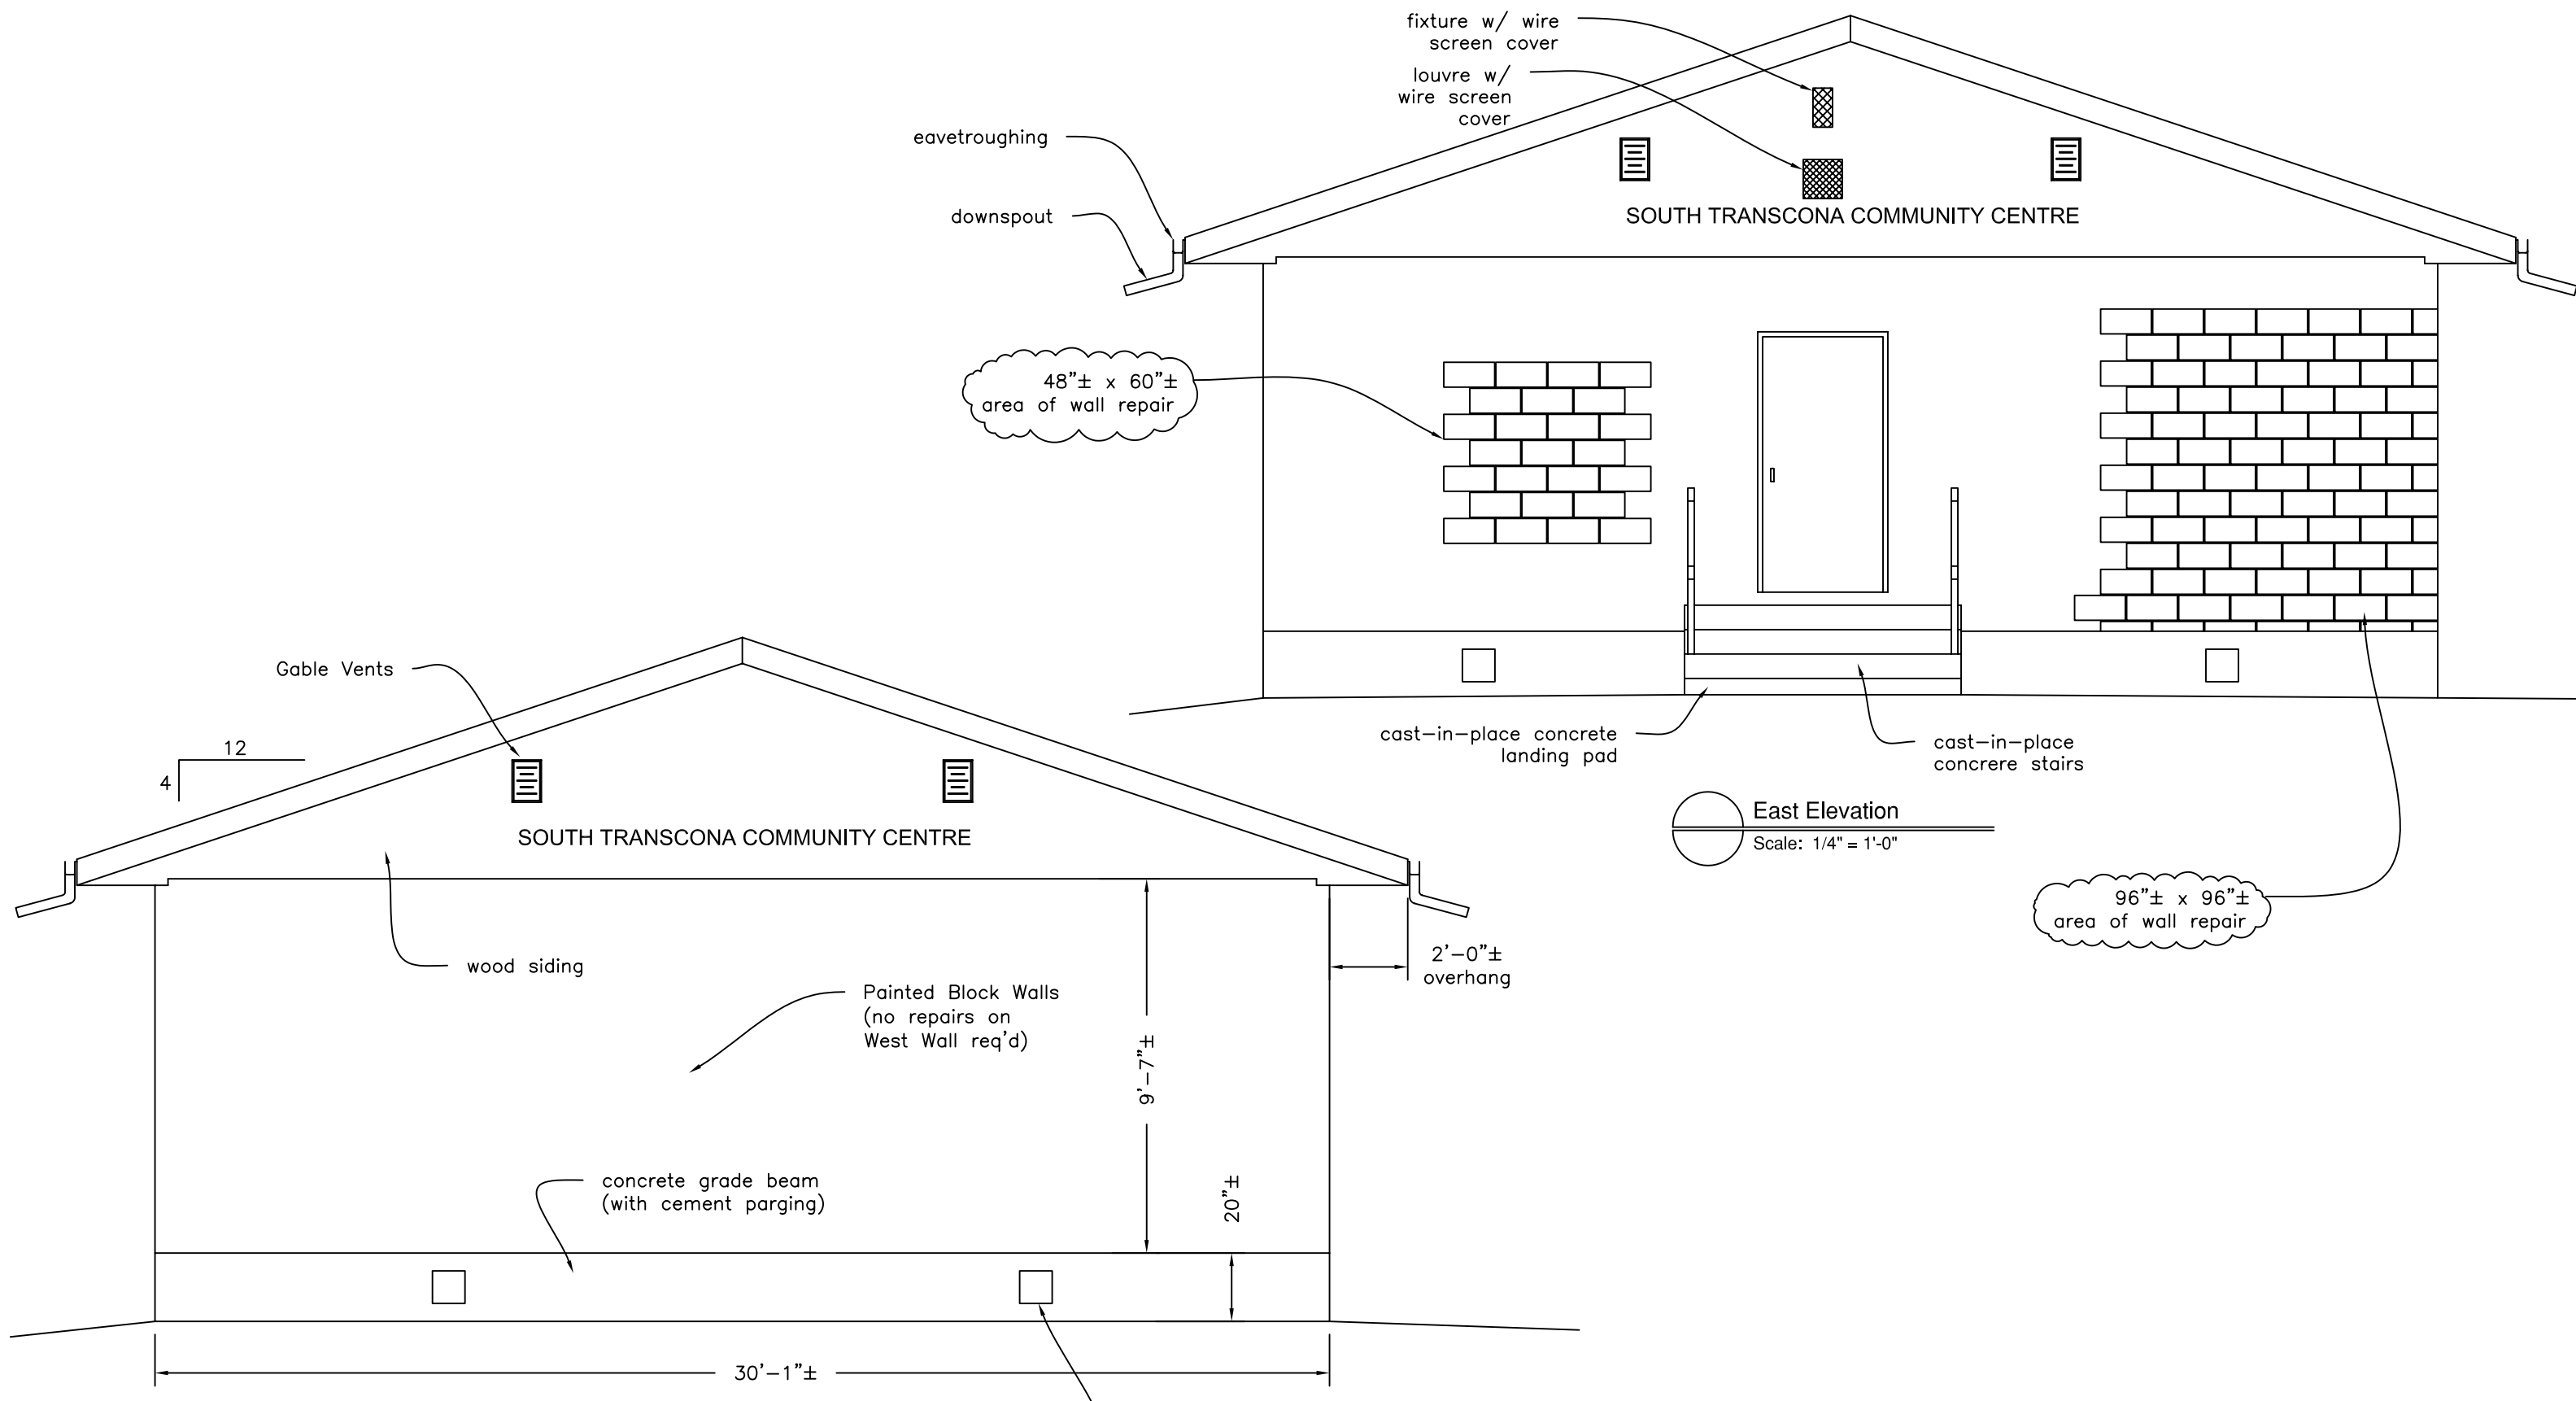 fixture w/ wire
screen cover
louvre w/
wire screen
cover
eavetroughing
downspout
SOUTH TRANSCONA COMMUNITY CENTRE
48"± x 60"±
area of wall repair
cast-in-place concrete
landing pad
cast-in-place
concrere stairs
East Elevation
Scale: 1/4" = 1'-0"
96"± x 96"±
area of wall repair
Gable Vents
12
4
SOUTH TRANSCONA COMMUNITY CENTRE
wood siding
2'-0"±
overhang
Painted Block Walls
(no repairs on
West Wall req'd)
9'-7"±
concrete grade beam
(with cement parging)
20"±
30'-1"±